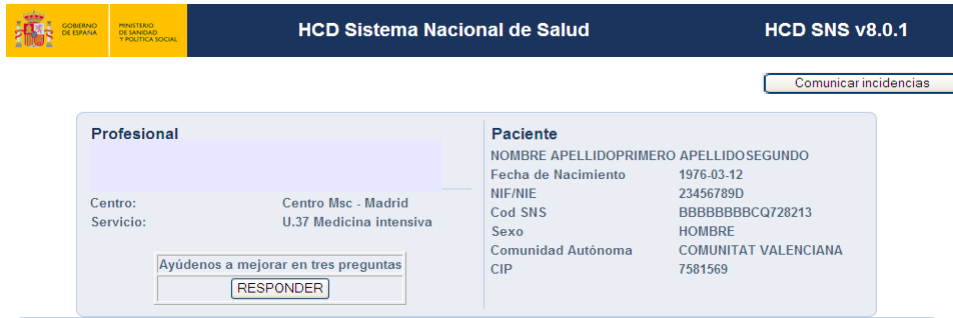 GOBIERNO
DE ESPAÑA
MINISTERIO
DE SANIDAD
Y POLÍTICA SOCIAL
HCD Sistema Nacional de Salud
HCD SNS v8.0.1
Comunicar incidencias
Profesional
Centro: Centro Msc - Madrid
Servicio: U.37 Medicina intensiva
Ayúdenos a mejorar en tres preguntas
RESPONDER
Paciente
NOMBRE APELLIDOPRIMERO APELLIDOSEGUNDO
Fecha de Nacimiento 1976-03-12
NIF/NIE 23456789D
Cod SNS BBBBBBBBCQ728213
Sexo HOMBRE
Comunidad Autónoma COMUNITAT VALENCIANA
CIP 7581569